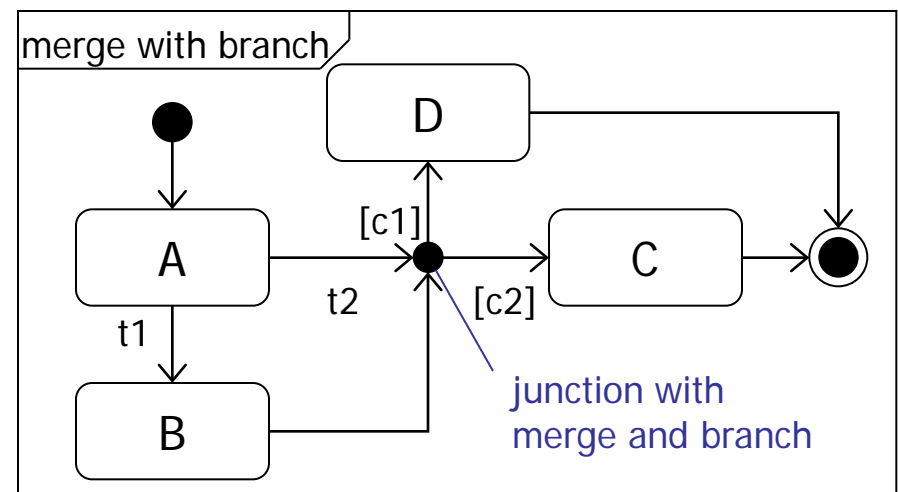 merge with branch
D
[c1]
A
C
t2
[c2]
t1
B
junction with
merge and branch